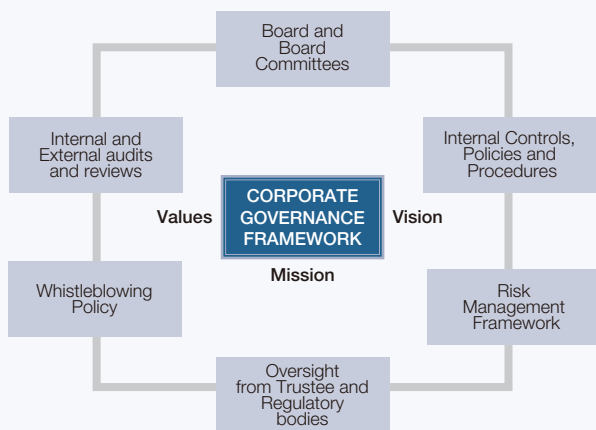 Board and
Board
Committees
Internal and
External audits
and reviews
Internal Controls,
Policies and
Procedures
CORPORATE
GOVERNANCE
FRAMEWORK
Values
Vision
Mission
Whistleblowing
Policy
Risk
Management
Framework
Oversight
from Trustee and
Regulatory
bodies